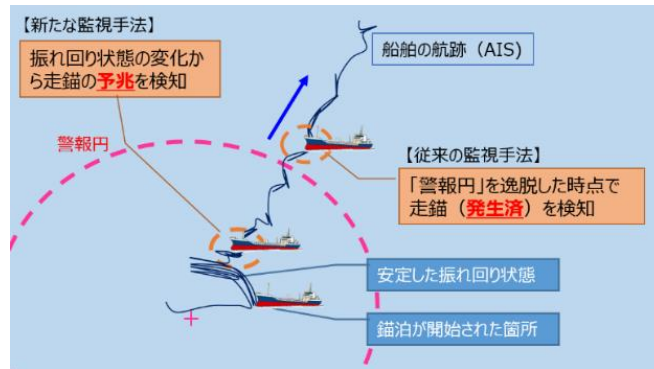 【新たな監視手法】
振れ回り状態の変化か
ら走錨の予兆を検知
船舶の航跡（AIS)
警報円
【従来の監視手法】
「警報円」を逸脱した時点で
走錨（発生済）を検知
安定した振れ回り状態
錨泊が開始された箇所